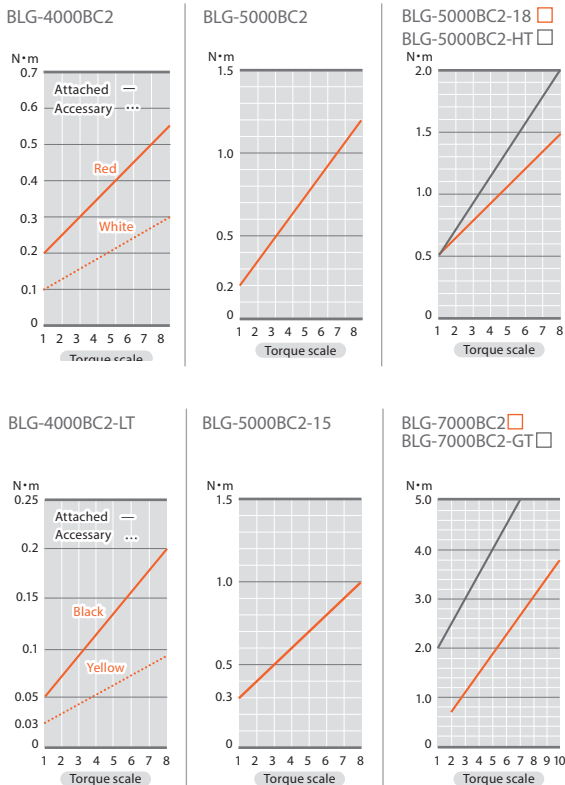 BLG-4000BC2
N•m
0.7
0.6
0.5
0.4
0.3
0.2
0.1
0
Attached —
Accessary ...
Red
White
1 2 3 4 5 6 7 8
Torque scale
BLG-5000BC2
N•m
1.5
1.0
0.5
0.2
0
1 2 3 4 5 6 7 8
Torque scale
BLG-5000BC2-18
BLG-5000BC2-HT
N•m
2.0
1.5
1.0
0.5
0
1 2 3 4 5 6 7 8
Torque scale
BLG-4000BC2-LT
N•m
0.25
0.2
0.15
0.1
0.05
0.03
0
Attached —
Accessary ...
Black
Yellow
1 2 3 4 5 6 7 8
Torque scale
BLG-5000BC2-15
N•m
1.5
1.0
0.5
0.3
0
1 2 3 4 5 6 7 8
Torque scale
BLG-7000BC2
BLG-7000BC2-GT
N•m
5.0
4.0
3.0
2.0
1.0
0
1 2 3 4 5 6 7 8 9 10
Torque scale